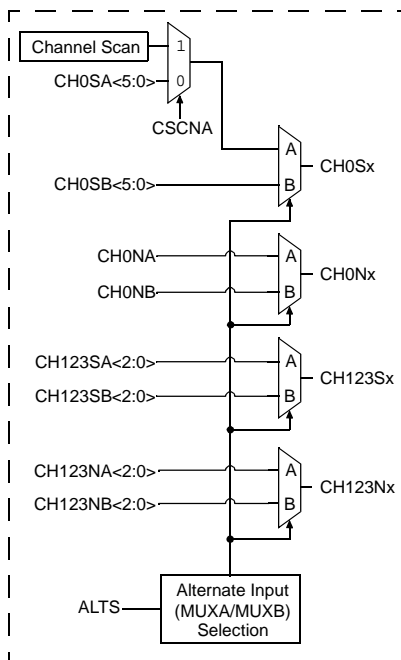 Channel Scan
1
CH0SA<5:0>
0
CSCNA
A
CH0Sx
CH0SB<5:0>
B
CH0NA
A
CH0Nx
CH0NB
B
CH123SA<2:0>
A
CH123Sx
CH123SB<2:0>
B
CH123NA<2:0>
A
CH123Nx
CH123NB<2:0>
B
ALTS
Alternate Input
(MUXA/MUXB)
Selection